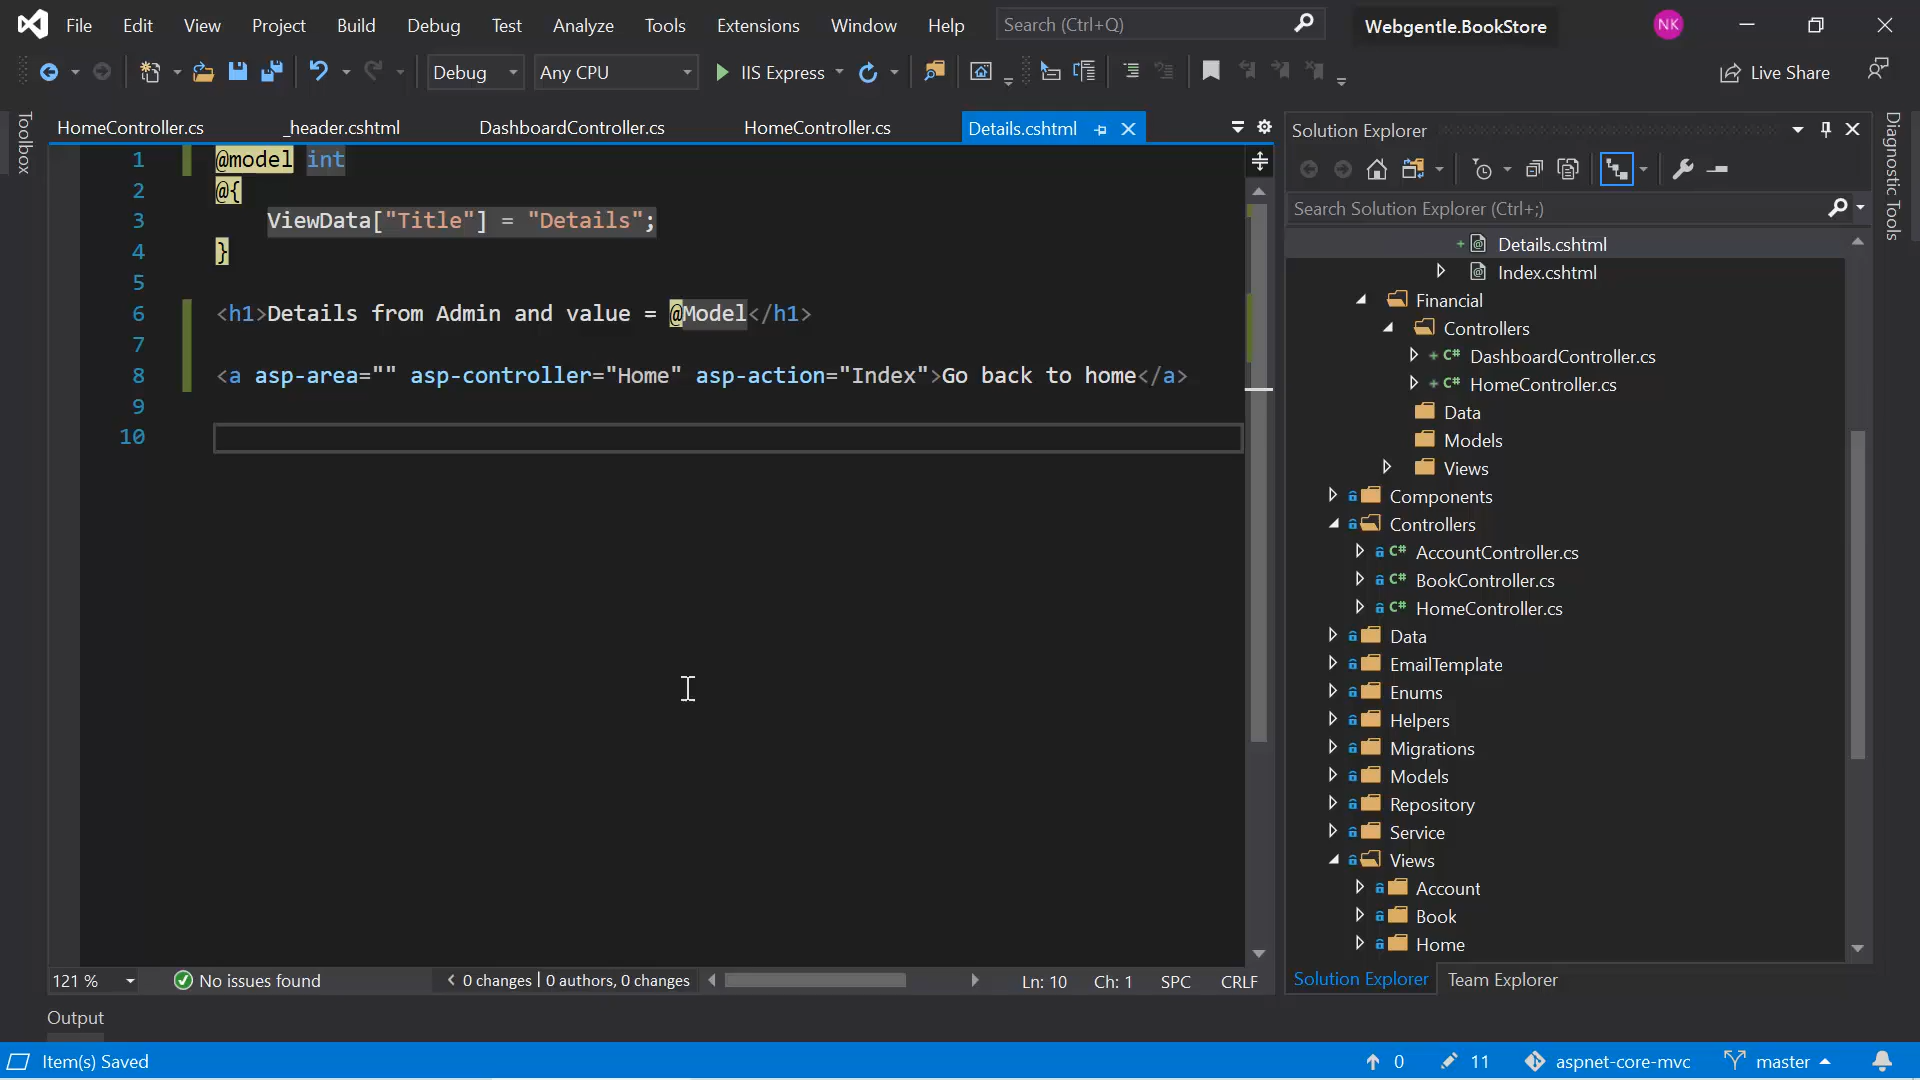 File Edit View Project Build Debug Test Analyze Tools Extensions Window Help Search (Ctrl+Q) Webgentle.BookStore NK
Debug Any CPU IIS Express Live Share
Toolbox
HomeController.cs _header.cshtml DashboardController.cs HomeController.cs Details.cshtml
1 @model int
2 @{
3 ViewData["Title"] = "Details";
4 }
5
6 <h1>Details from Admin and value = @Model</h1>
7
8 <a asp-area="" asp-controller="Home" asp-action="Index">Go back to home</a>
9
10
121 % No issues found 0 changes | 0 authors, 0 changes Ln: 10 Ch: 1 SPC CRLF
Solution Explorer
Search Solution Explorer (Ctrl+;)
Details.cshtml
Index.cshtml
Financial
Controllers
C# DashboardController.cs
C# HomeController.cs
Data
Models
Views
Components
Controllers
C# AccountController.cs
C# BookController.cs
C# HomeController.cs
Data
EmailTemplate
Enums
Helpers
Migrations
Models
Repository
Service
Views
Account
Book
Home
Solution Explorer Team Explorer
Diagnostic Tools
Output
Item(s) Saved 0 11 aspnet-core-mvc master